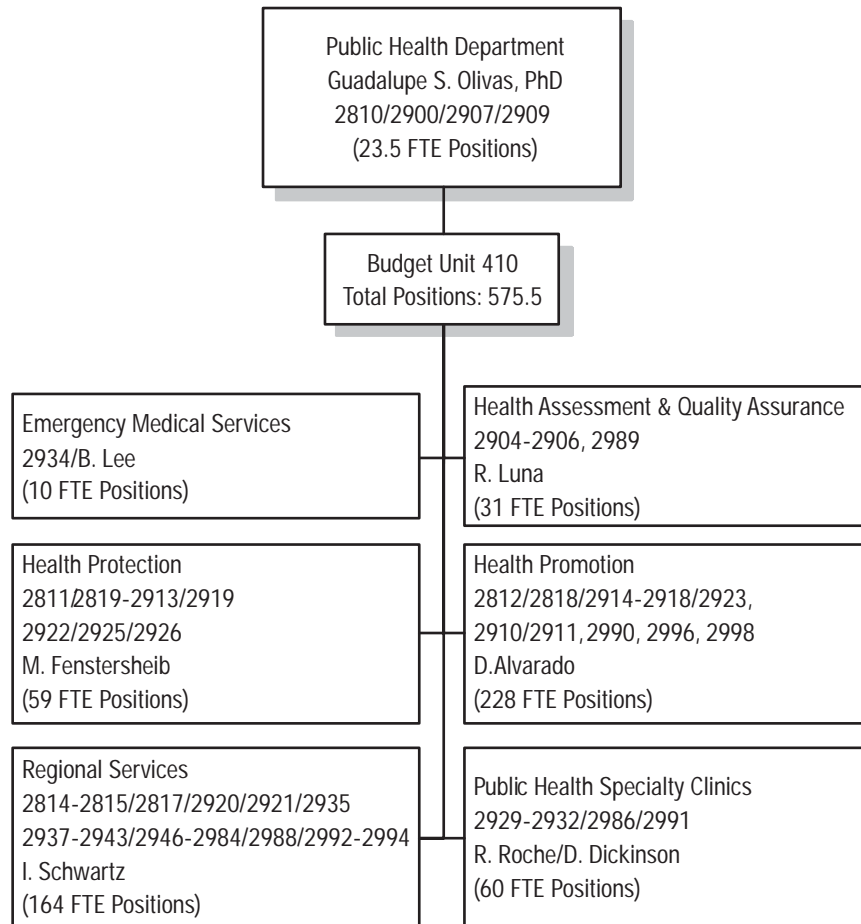 Public Health Department
Guadalupe S. Olivas, PhD
2810/2900/2907/2909
(23.5 FTE Positions)
Budget Unit 410
Total Positions: 575.5
Emergency Medical Services
2934/B. Lee
(10 FTE Positions)
Health Assessment & Quality Assurance
2904-2906, 2989
R. Luna
(31 FTE Positions)
Health Protection
2811/2819-2913/2919
2922/2925/2926
M. Fenstersheib
(59 FTE Positions)
Health Promotion
2812/2818/2914-2918/2923,
2910/2911, 2990, 2996, 2998
D.Alvarado
(228 FTE Positions)
Regional Services
2814-2815/2817/2920/2921/2935
2937-2943/2946-2984/2988/2992-2994
I. Schwartz
(164 FTE Positions)
Public Health Specialty Clinics
2929-2932/2986/2991
R. Roche/D. Dickinson
(60 FTE Positions)